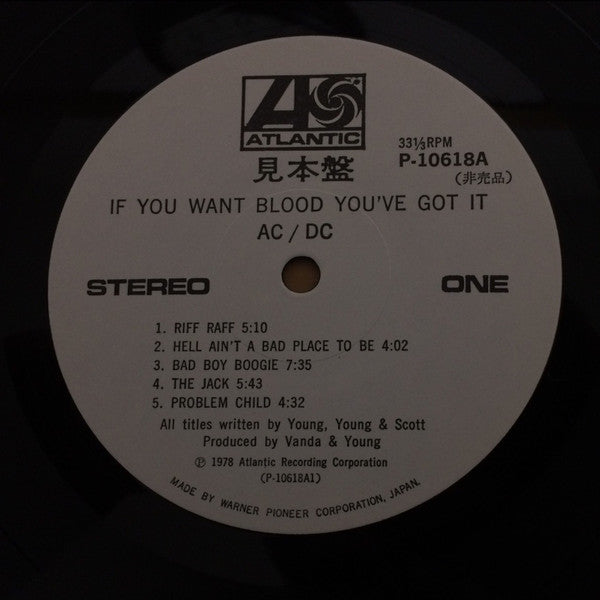 ATLANTIC
見本盤
33⅓RPM
P-10618A
(非売品)
IF YOU WANT BLOOD YOU'VE GOT IT
AC/DC
STEREO
ONE
1. RIFF RAFF 5:10
2. HELL AIN'T A BAD PLACE TO BE 4:02
3. BAD BOY BOOGIE 7:35
4. THE JACK 5:43
5. PROBLEM CHILD 4:32
All titles written by Young, Young & Scott
Produced by Vanda & Young
Ⓟ 1978 Atlantic Recording Corporation
(P-10618A1)
MADE BY WARNER PIONEER CORPORATION, JAPAN.